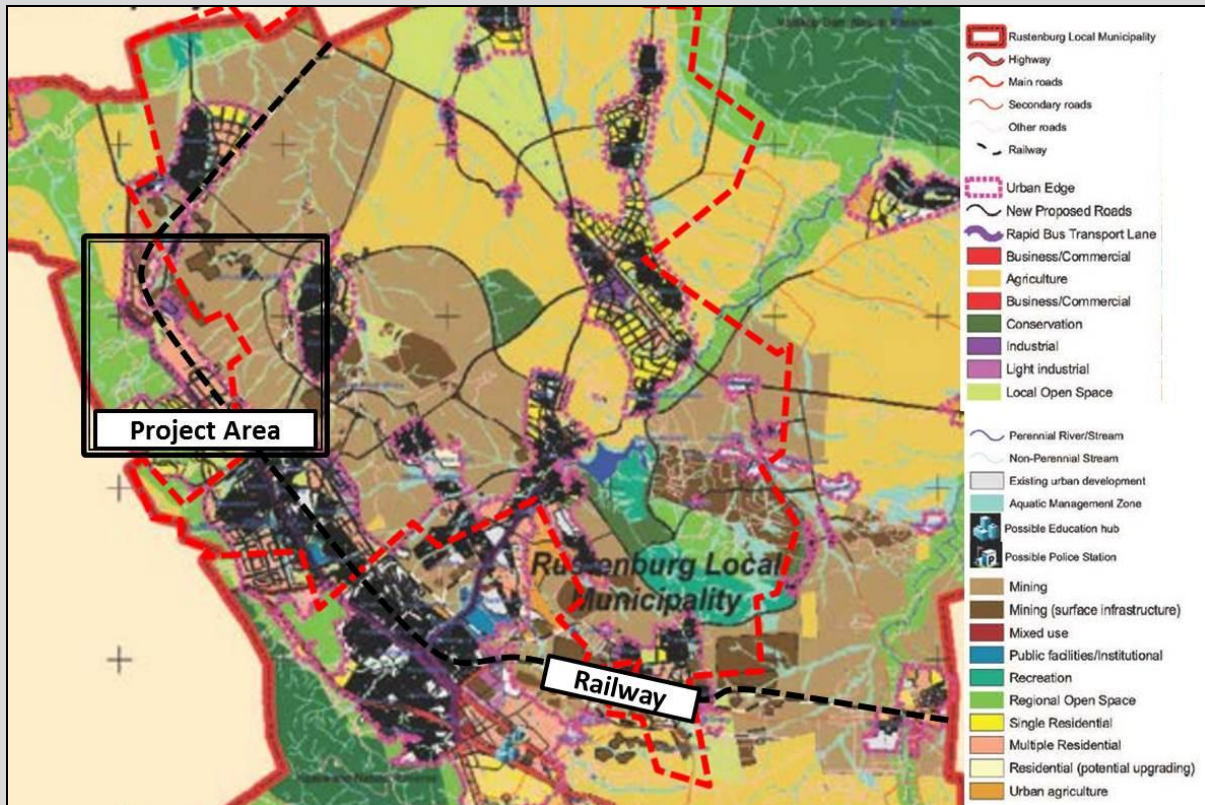 Project Area
Railway
Rustenburg Local
Municipality
Rustenburg Local Municipality
Highway
Main roads
Secondary roads
Other roads
Railway
Urban Edge
New Proposed Roads
Rapid Bus Transport Lane
Business/Commercial
Agriculture
Business/Commercial
Conservation
Industrial
Light industrial
Local Open Space
Perennial River/Stream
Non-Perennial Stream
Existing urban development
Aquatic Management Zone
Possible Education hub
Possible Police Station
Mining
Mining (surface infrastructure)
Mixed use
Public facilities/Institutional
Recreation
Regional Open Space
Single Residential
Multiple Residential
Residential (potential upgrading)
Urban agriculture